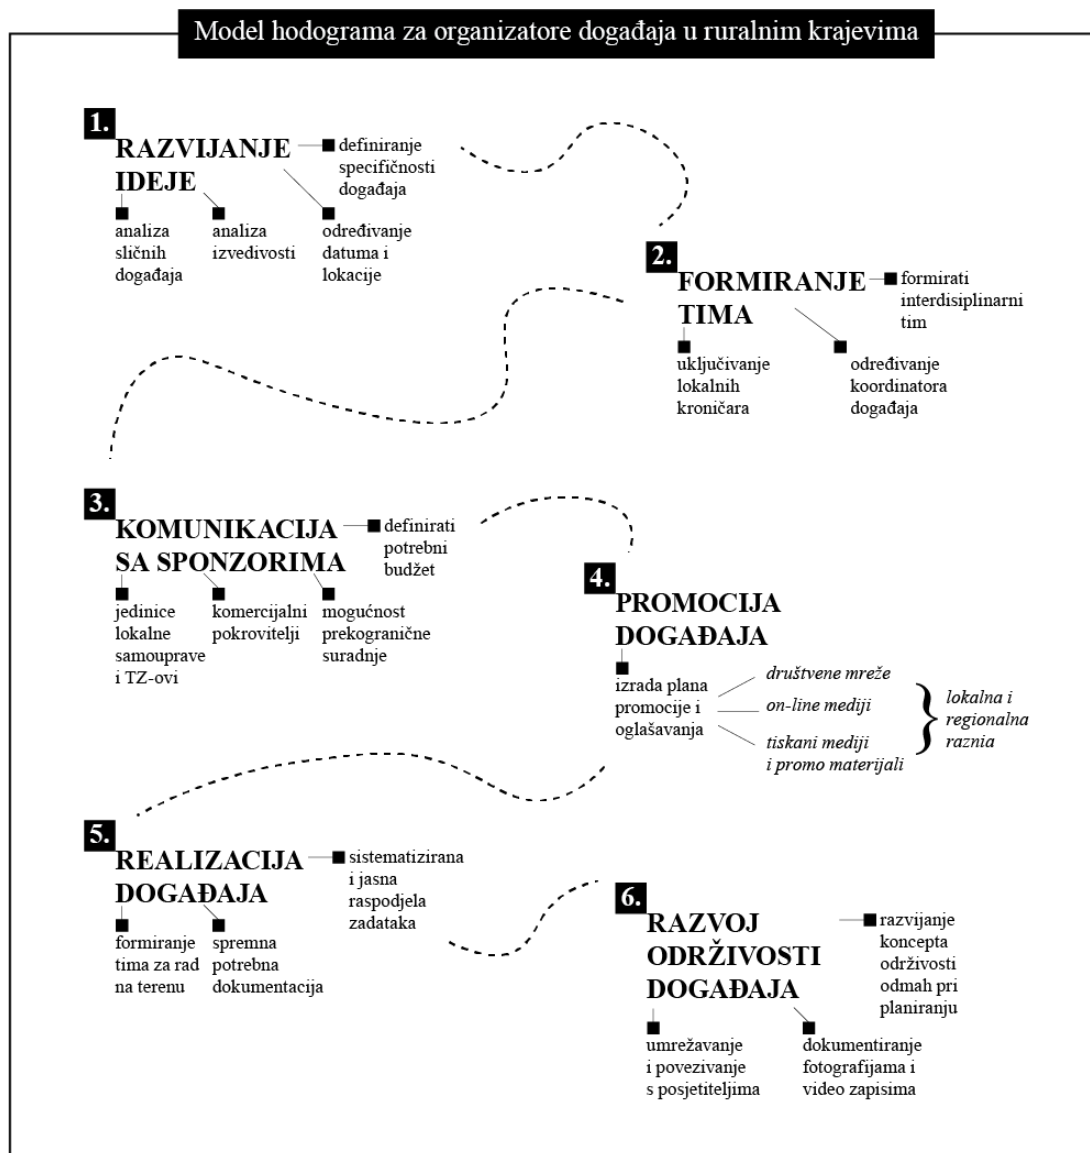 Model hodograma za organizatore događaja u ruralnim krajevima
1.
RAZVIJANJE
IDEJE
definiranje
specifičnosti
događaja
analiza
sličnih
događaja
analiza
izvedivosti
određivanje
datuma i
lokacije
2.
FORMIRANJE
TIMA
formirati
interdisiplinarni
tim
uključivanje
lokalnih
kroničara
određivanje
koordinatora
događaja
3.
KOMUNIKACIJA
SA SPONZORIMA
definirati
potrebni
budžet
jedinice
lokalne
samouprave
i TZ-ovi
komercijalni
pokrovitelji
mogućnost
prekogranične
suradnje
4.
PROMOCIJA
DOGAĐAJA
izrada plana
promocije i
oglašavanja
društvene mreže
on-line mediji
tiskani mediji
i promo materijali
lokalna i
regionalna
raznia
5.
REALIZACIJA
DOGAĐAJA
sistematizirana
i jasna
raspodjela
zadataka
formiranje
tima za rad
na terenu
spremna
potrebna
dokumentacija
6.
RAZVOJ
ODRŽIVOSTI
DOGAĐAJA
razvijanje
koncepta
održivosti
odmah pri
planiranju
umrežavanje
i povezivanje
s posjetiteljima
dokumentiranje
fotografijama i
video zapisima